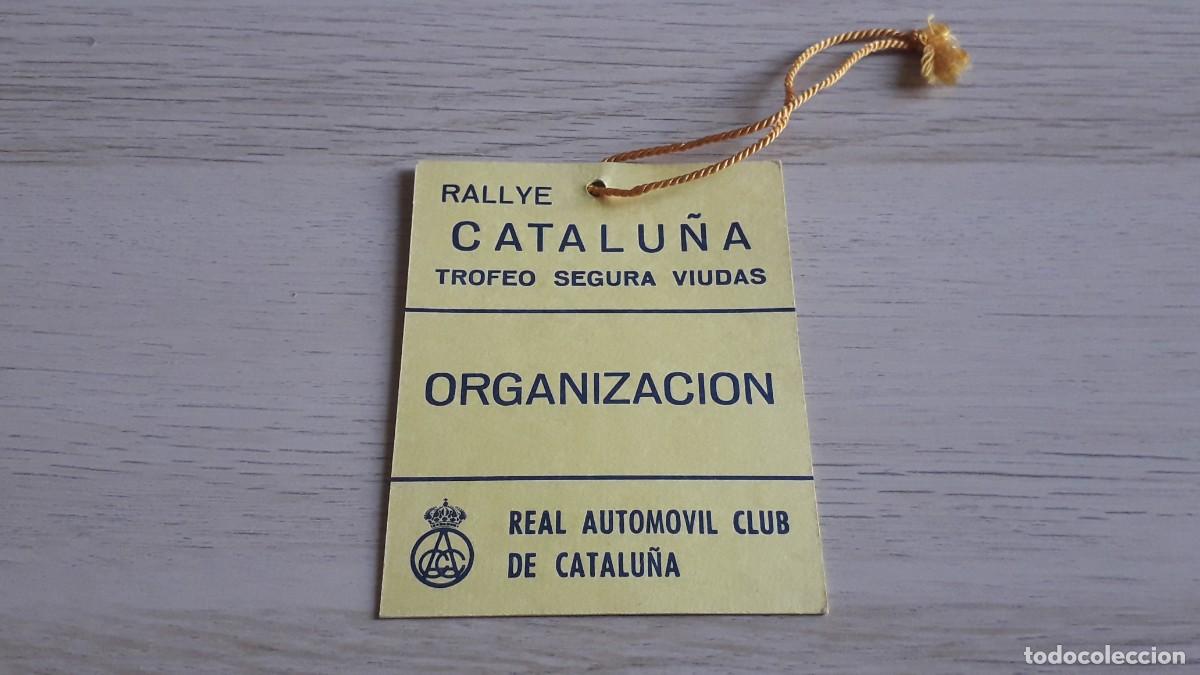 RALLYE
CATALUÑA
TROFEO SEGURA VIUDAS
ORGANIZACION
REAL AUTOMOVIL CLUB
DE CATALUÑA
todocoleccion